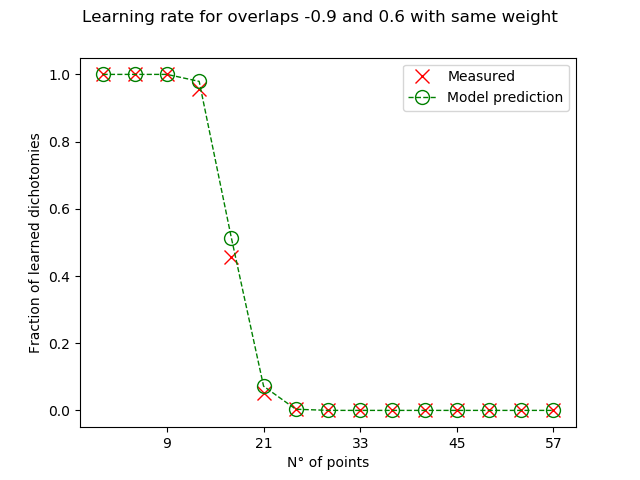 Learning rate for overlaps -0.9 and 0.6 with same weight
Measured
Model prediction
1.0
0.8
0.6
0.4
0.2
0.0
Fraction of learned dichotomies
9 21 33 45 57
N° of points